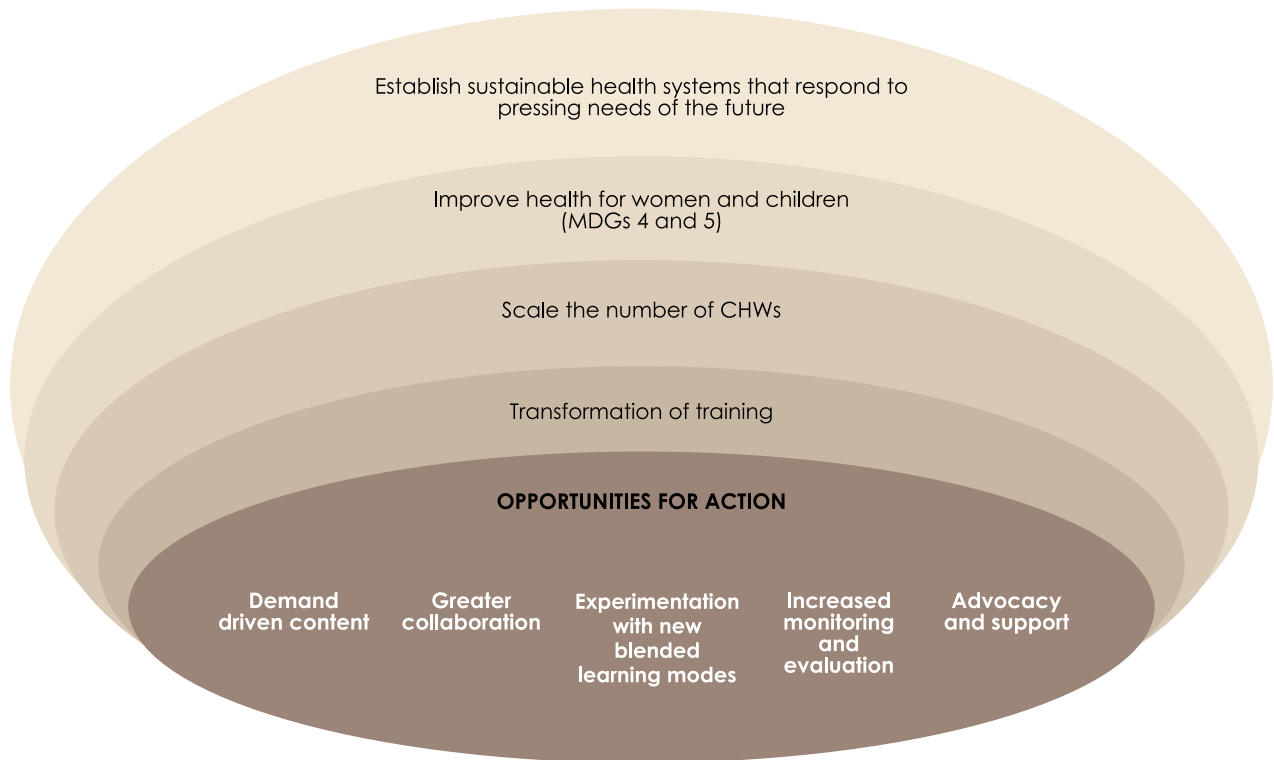 Establish sustainable health systems that respond to
pressing needs of the future
Improve health for women and children
(MDGs 4 and 5)
Scale the number of CHWs
Transformation of training
OPPORTUNITIES FOR ACTION
Demand
driven content
Greater
collaboration
Experimentation
with new
blended
learning modes
Increased
monitoring
and
evaluation
Advocacy
and support